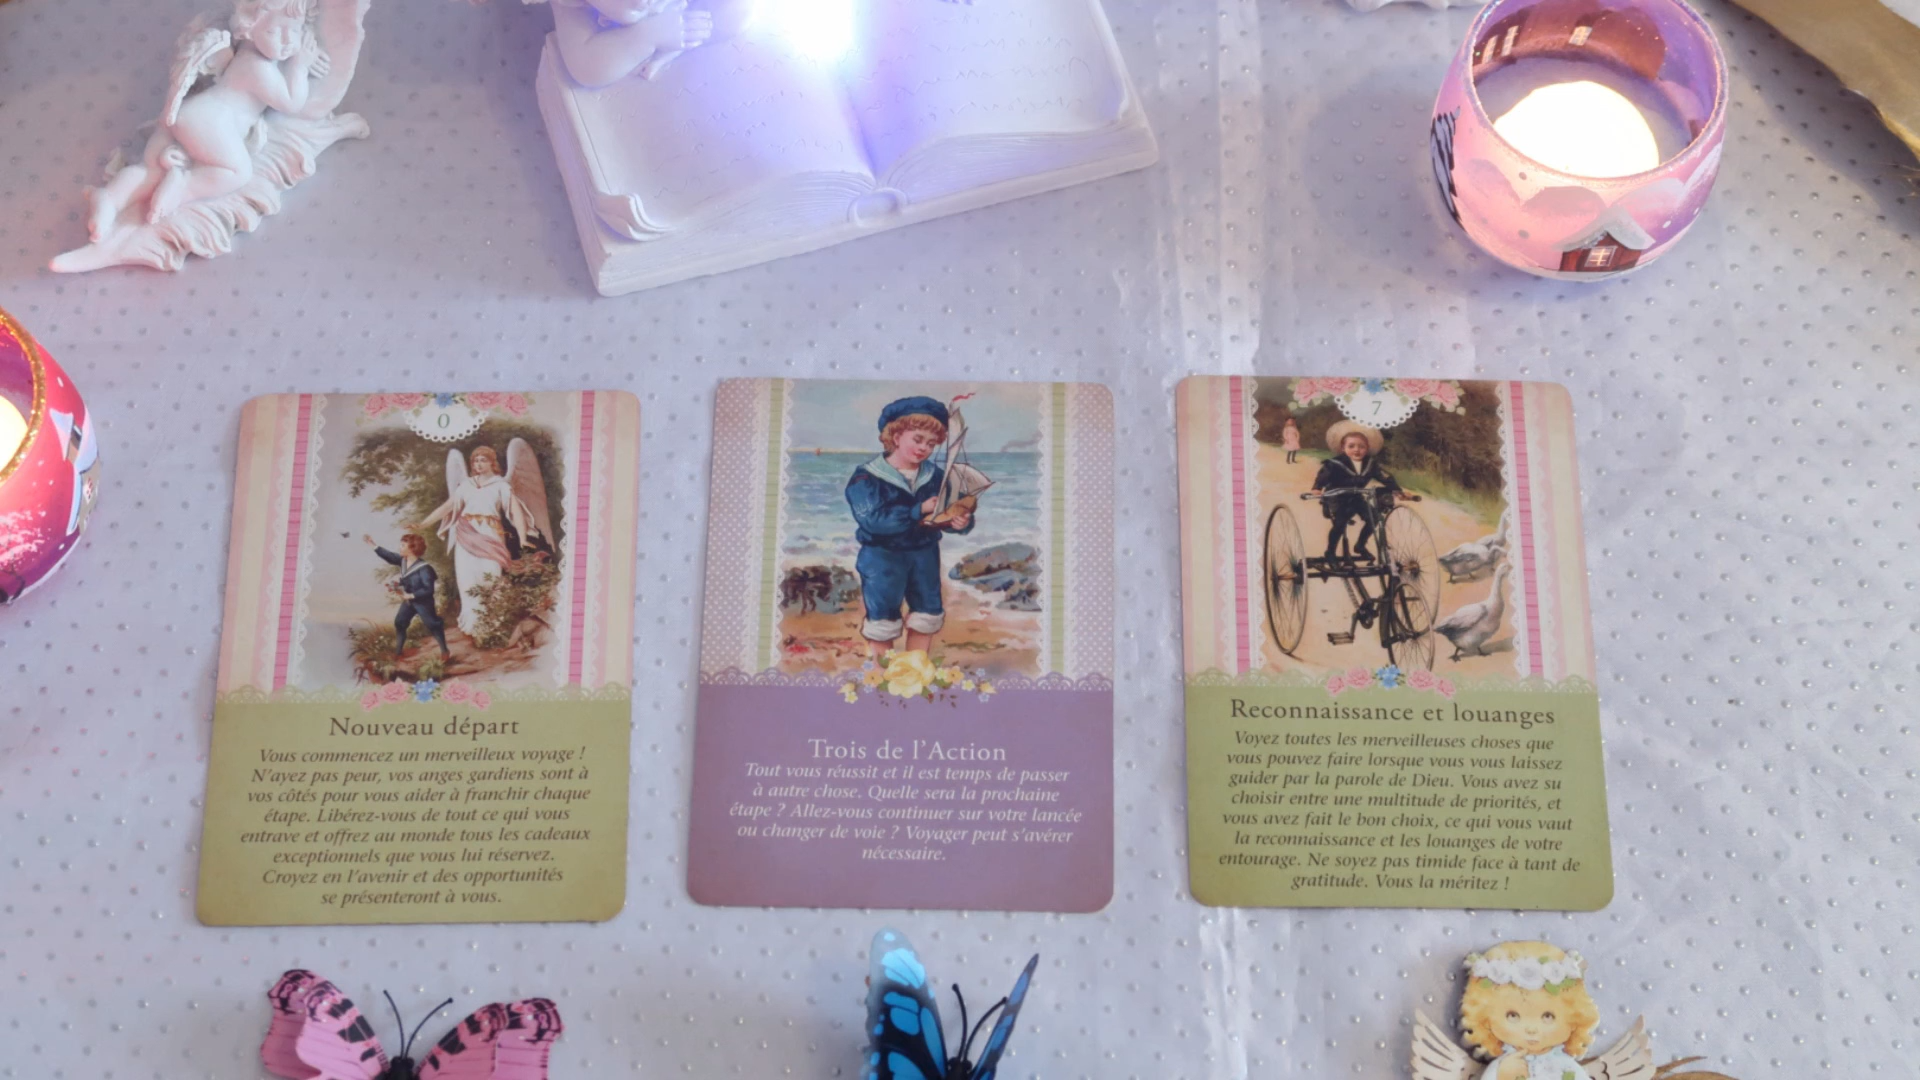 0
Nouveau départ
Vous commencez un merveilleux voyage !
N'ayez pas peur, vos anges gardiens sont à
vos côtés pour vous aider à franchir chaque
étape. Libérez-vous de tout ce qui vous
entrave et offrez au monde tous les cadeaux
exceptionnels que vous lui réservez.
Croyez en l'avenir et des opportunités
se présenteront à vous.
Trois de l'Action
Tout vous réussit et il est temps de passer
à autre chose. Quelle sera la prochaine
étape ? Allez-vous continuer sur votre lancée
ou changer de voie ? Voyager peut s'avérer
nécessaire.
7
Reconnaissance et louanges
Voyez toutes les merveilleuses choses que
vous pouvez faire lorsque vous vous laissez
guider par la parole de Dieu. Vous avez su
choisir entre une multitude de priorités, et
vous avez fait le bon choix, ce qui vous vaut
la reconnaissance et les louanges de votre
entourage. Ne soyez pas timide face à tant de
gratitude. Vous la méritez !